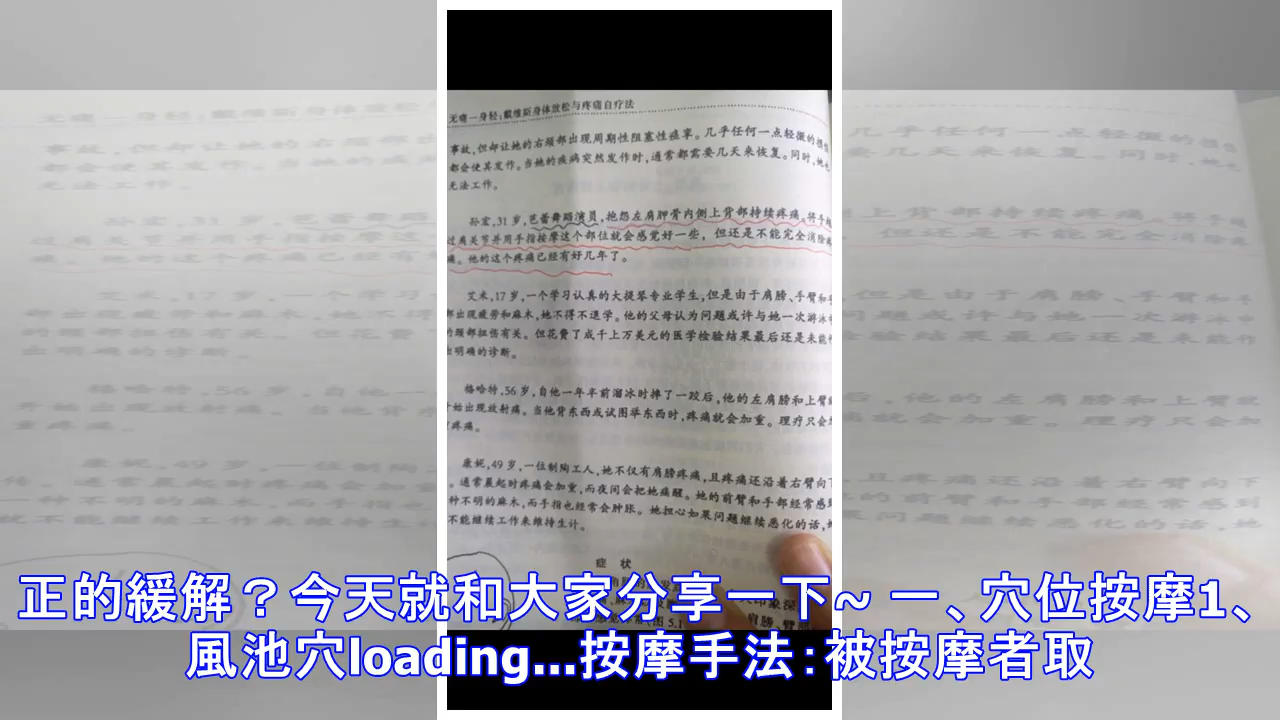 无痛一身轻:戴维斯身体放松与疼痛自疗法
事故,但却让她的右颈部出现周期性阻塞性痉挛。几乎任何一点轻微的
都会使其发作。当她的疾病突然发作时,通常都需要几天来恢复。同时,她
无法工作。
孙宏,31岁,芭蕾舞蹈演员,抱怨左肩胛骨内侧上背部持续疼痛。将手
过肩关节并用手指按摩这个部位就会感觉好一些,但还是不能完全消除
痛。他的这个疼痛已经有好几年了。
艾米,17岁,一个学习认真的大提琴专业学生,但是由于肩膀、手臂和
部出现疲劳和麻木,她不得不退学。他的父母认为问题或许与她一次游泳
的颈部扭伤有关。但花费了成千上万美元的医学检验结果最后还是未能
出明确的诊断。
格哈特,56岁,自他一年半前溜冰时摔了一跤后,他的左肩膀和上臂
开始出现放射痛。当他背东西或试图举东西时,疼痛就会加重。理疗只会
疼痛。
康妮,49岁,一位制陶工人,她不仅有肩膀疼痛,且疼痛还沿着右臂向下
。通常晨起时疼痛会加重,而夜间会把她痛醒。她的前臂和手部经常感到
种不明的麻木,而手指也经常会肿胀。她担心如果问题继续恶化的话,她
不能继续工作来维持生计。
症 状
正的緩解？今天就和大家分享一下~ 一、穴位按摩1、
風池穴loading...按摩手法:被按摩者取